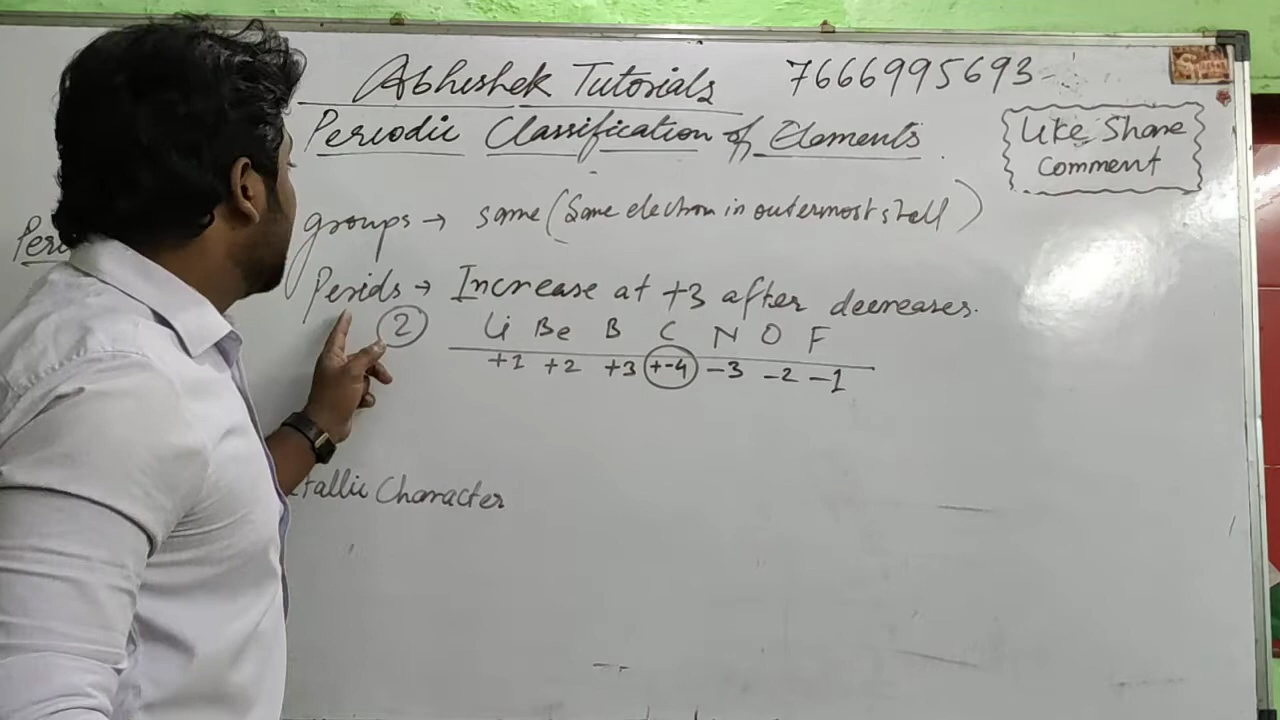 Abhishek Tutorials 7666995693-
Periodic Classification of Elements.
Like Share
Comment
groups → same (Same electron in outermost shell)
Perids → Increase at +3 after decreases.
2 Li Be B C N O F
+1 +2 +3 +-4 -3 -2 -1
Character